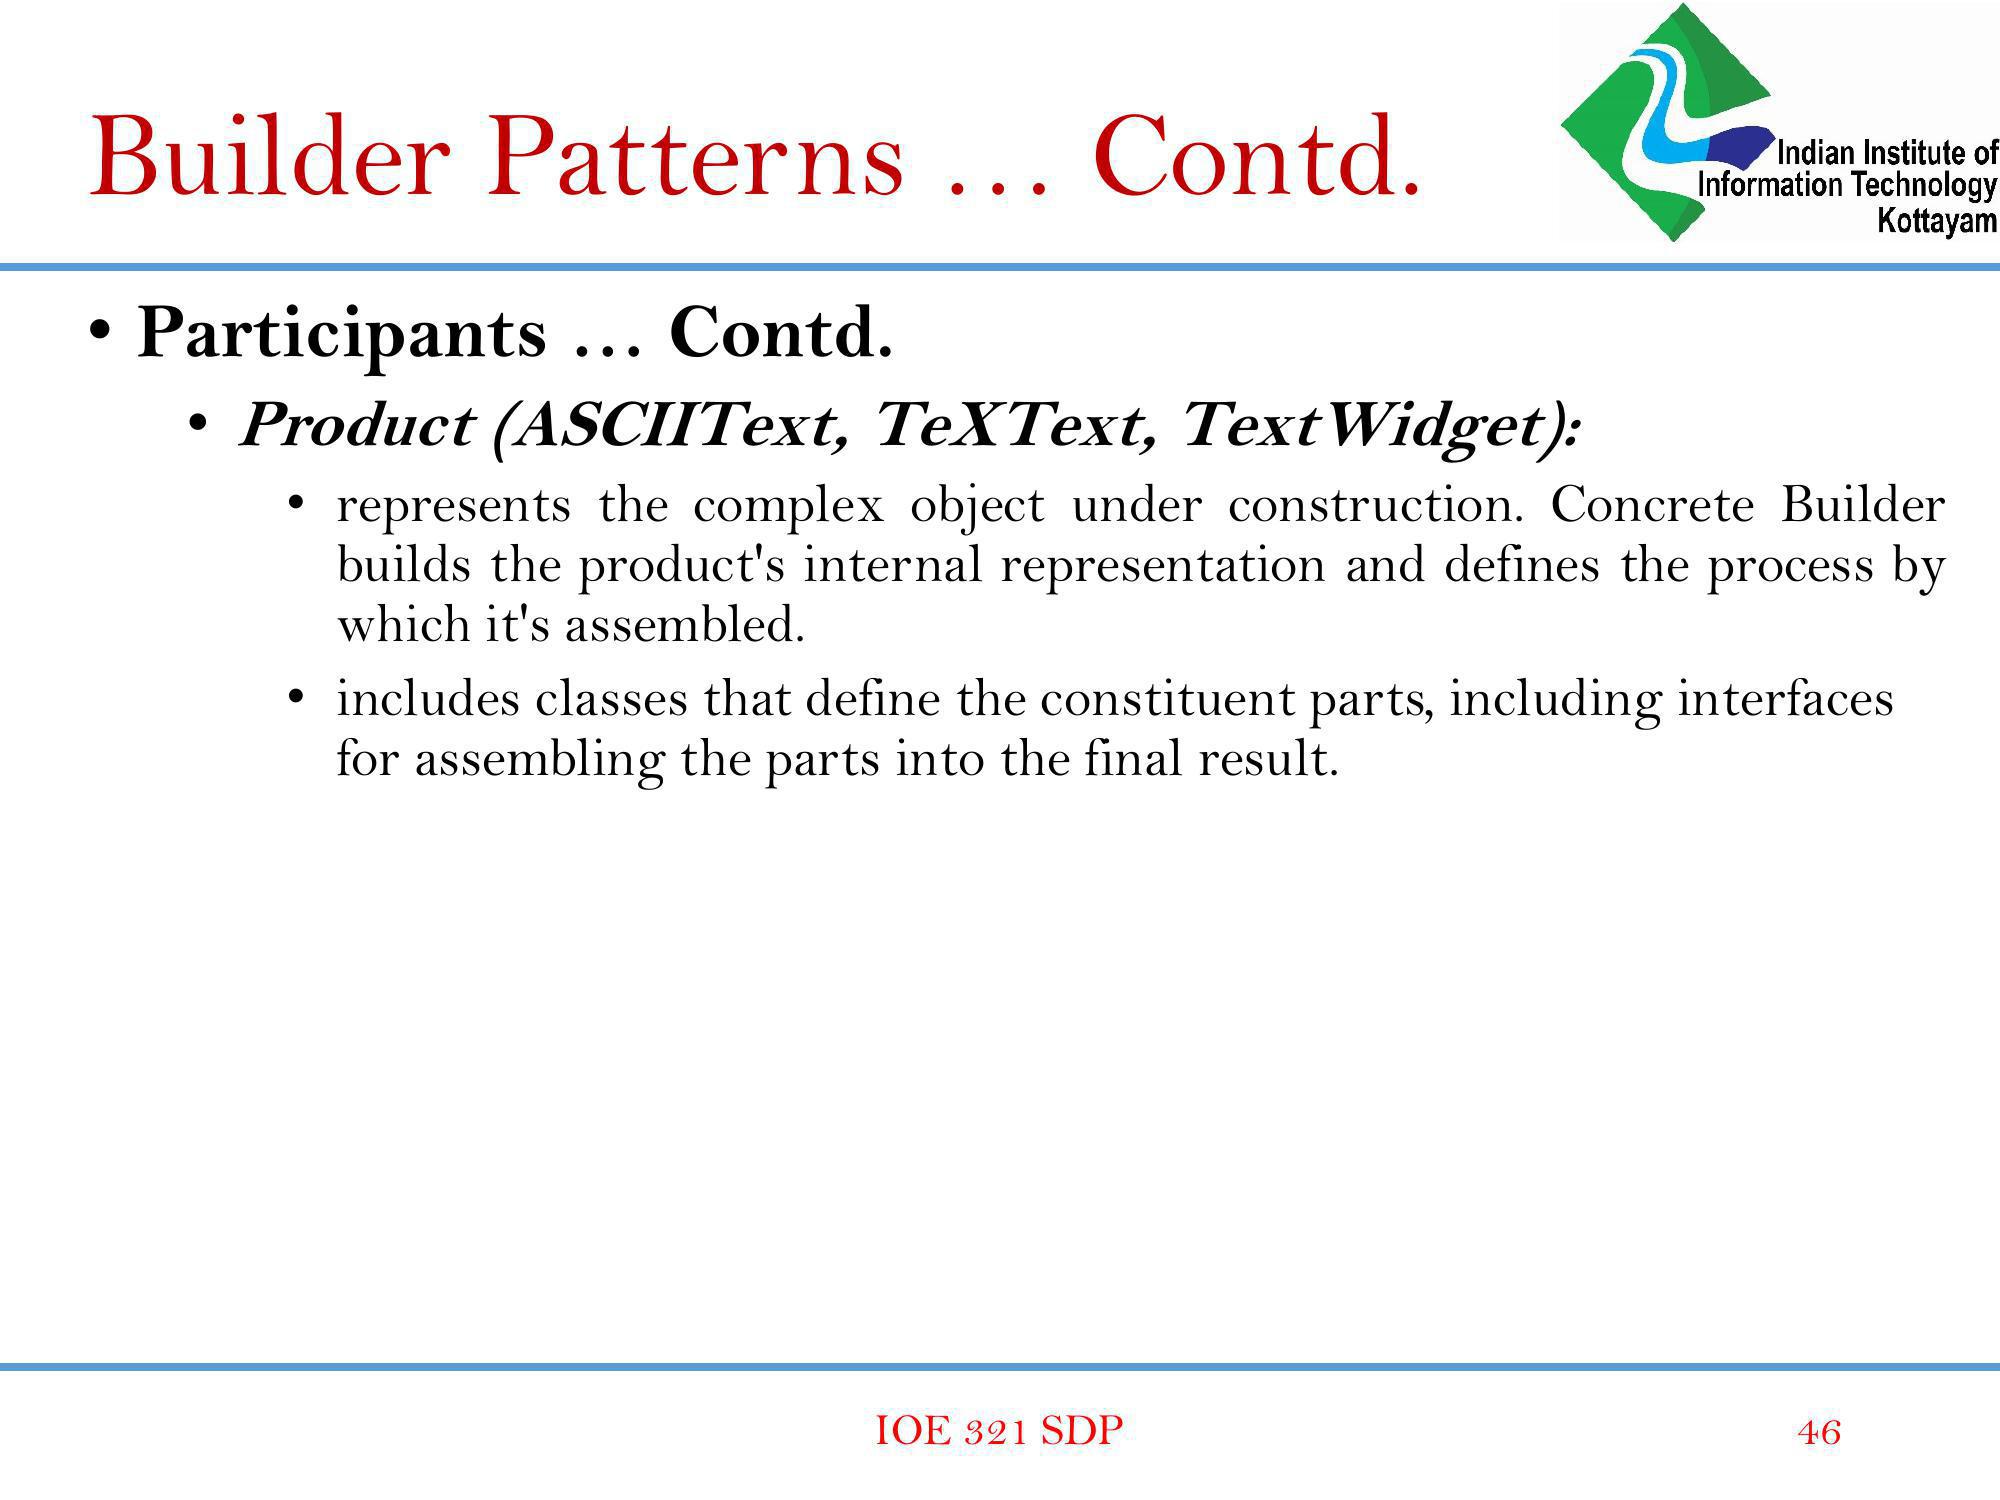 Builder Patterns … Contd.
Indian Institute of
Information Technology
Kottayam
• Participants … Contd.
• Product (ASCIIText, TeXText, TextWidget):
• represents the complex object under construction. Concrete Builder
builds the product's internal representation and defines the process by
which it's assembled.
• includes classes that define the constituent parts, including interfaces
for assembling the parts into the final result.
IOE 321 SDP
46